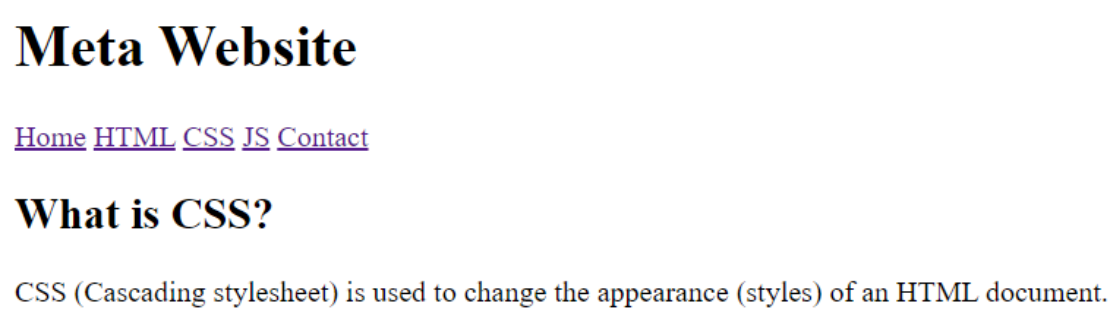 Meta Website
Home HTML CSS JS Contact
What is CSS?
CSS (Cascading stylesheet) is used to change the appearance (styles) of an HTML document.